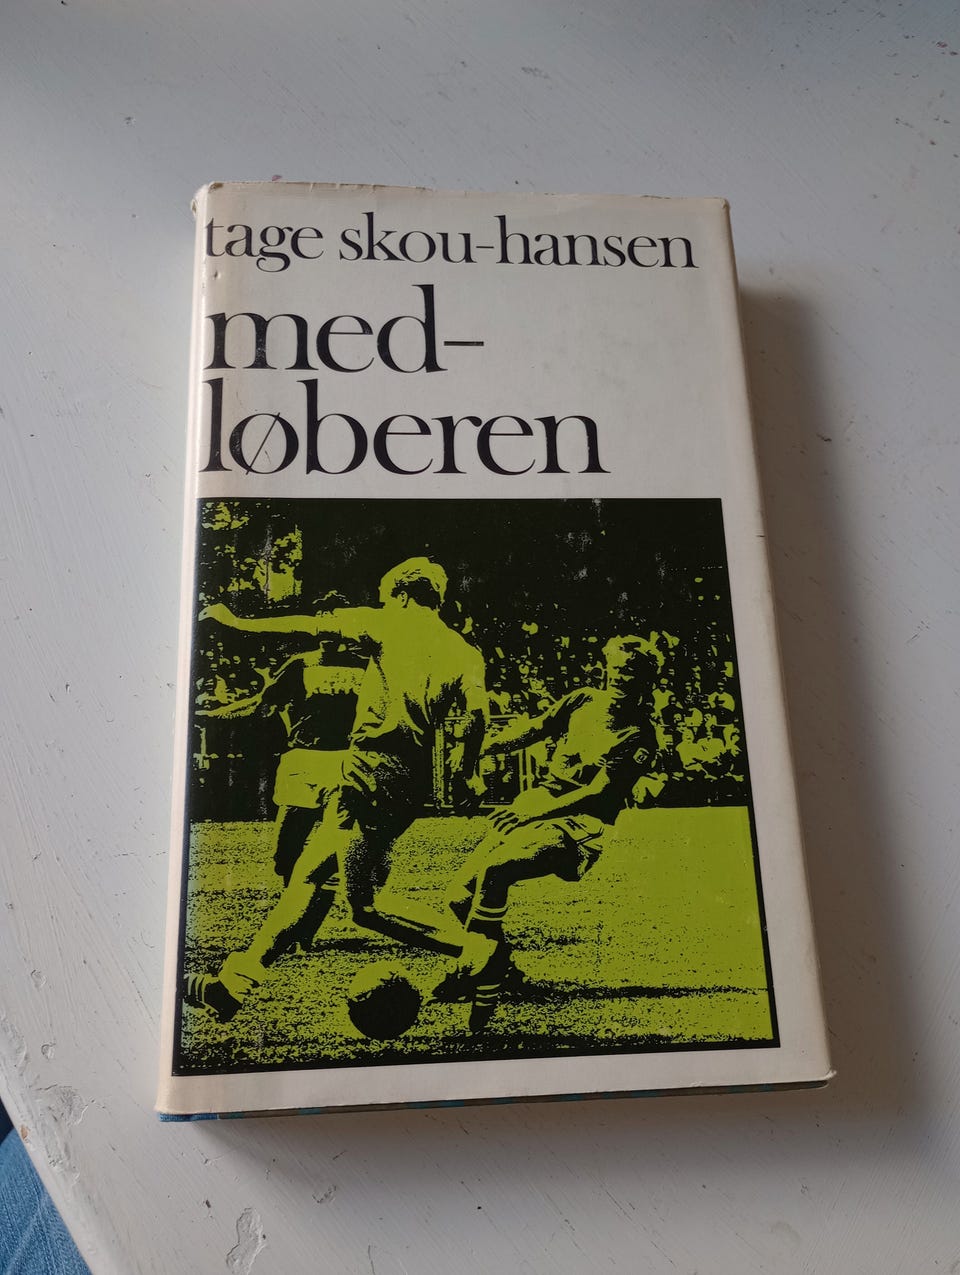 tage skou-hansen
med-
løberen